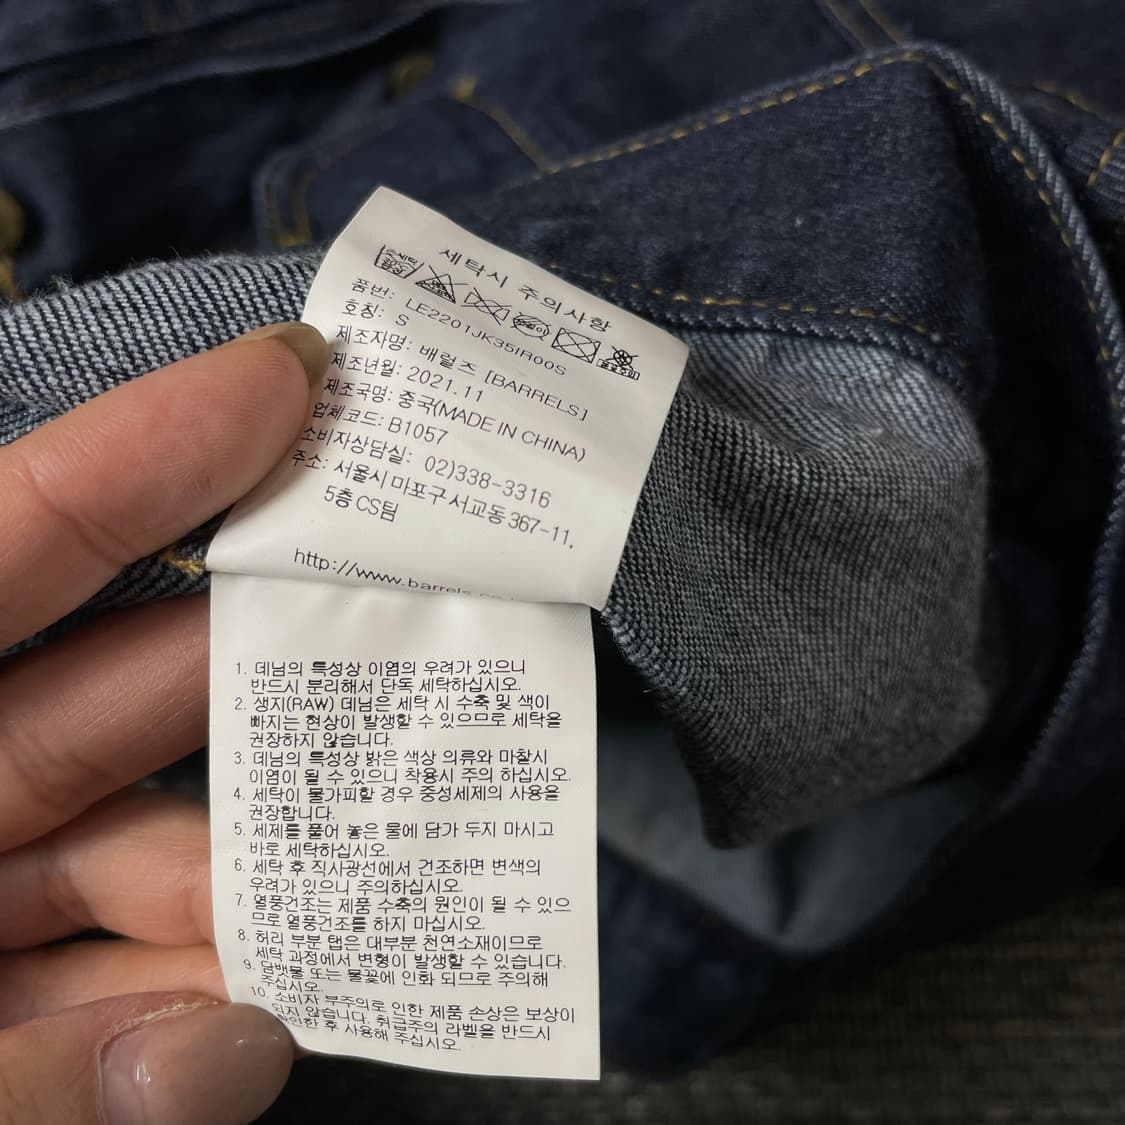 세탁시 주의사항
품번: LE2201JK35IR00S
호칭: S
제조자명: 배럴즈 [BARRELS]
제조년월: 2021.11
제조국명: 중국(MADE IN CHINA)
업체코드: B1057
소비자상담실: 02)338-3316
주소: 서울시 마포구 서교동 367-11,
5층 CS팀
http://www.barrels
1. 데님의 특성상 이염의 우려가 있으니
반드시 분리해서 단독 세탁하십시오.
2. 생지(RAW) 데님은 세탁 시 수축 및 색이
빠지는 현상이 발생할 수 있으므로 세탁을
권장하지 않습니다.
3. 데님의 특성상 밝은 색상 의류와 마찰시
이염이 될 수 있으니 착용시 주의 하십시오.
4. 세탁이 불가피할 경우 중성세제의 사용을
권장합니다.
5. 세제를 풀어 놓은 물에 담가 두지 마시고
바로 세탁하십시오.
6. 세탁 후 직사광선에서 건조하면 변색의
우려가 있으니 주의하십시오.
7. 열풍건조는 제품 수축의 원인이 될 수 있으
므로 열풍건조를 하지 마십시오.
8. 허리 부분 탭은 대부분 천연소재이므로
세탁 과정에서 변형이 발생할 수 있습니다.
9. 담뱃불 또는 불꽃에 인화 되므로 주의해
주십시오.
10. 소비자 부주의로 인한 제품 손상은 보상이
되지 않습니다. 취급주의 라벨을 반드시
확인한 후 사용해 주십시오.